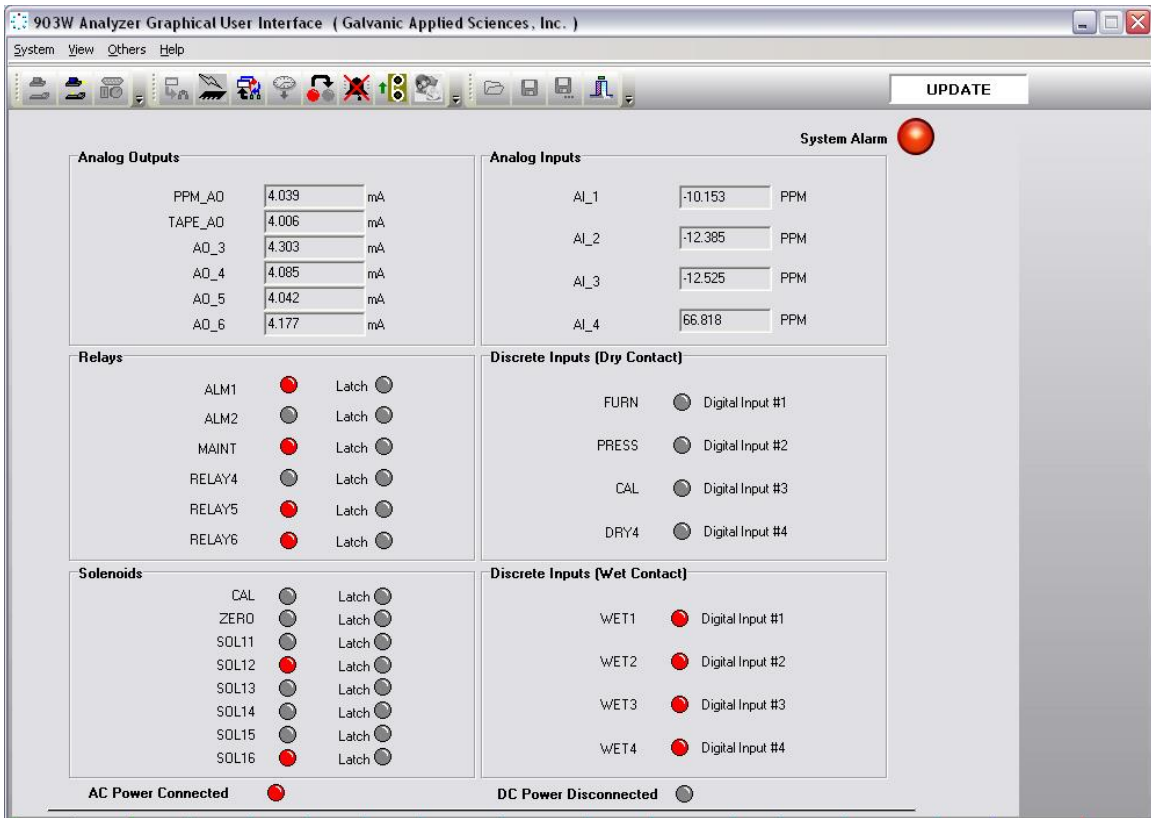 903W Analyzer Graphical User Interface ( Galvanic Applied Sciences, Inc. )
System View Others Help
UPDATE
System Alarm
Analog Outputs
PPM_AO 4.039 mA
TAPE_AO 4.006 mA
AO_3 4.303 mA
AO_4 4.085 mA
AO_5 4.042 mA
AO_6 4.177 mA
Analog Inputs
AI_1 -10.153 PPM
AI_2 -12.385 PPM
AI_3 -12.525 PPM
AI_4 66.818 PPM
Relays
ALM1 Latch
ALM2 Latch
MAINT Latch
RELAY4 Latch
RELAY5 Latch
RELAY6 Latch
Discrete Inputs (Dry Contact)
FURN Digital Input #1
PRESS Digital Input #2
CAL Digital Input #3
DRY4 Digital Input #4
Solenoids
CAL Latch
ZERO Latch
SOL11 Latch
SOL12 Latch
SOL13 Latch
SOL14 Latch
SOL15 Latch
SOL16 Latch
Discrete Inputs (Wet Contact)
WET1 Digital Input #1
WET2 Digital Input #2
WET3 Digital Input #3
WET4 Digital Input #4
AC Power Connected
DC Power Disconnected